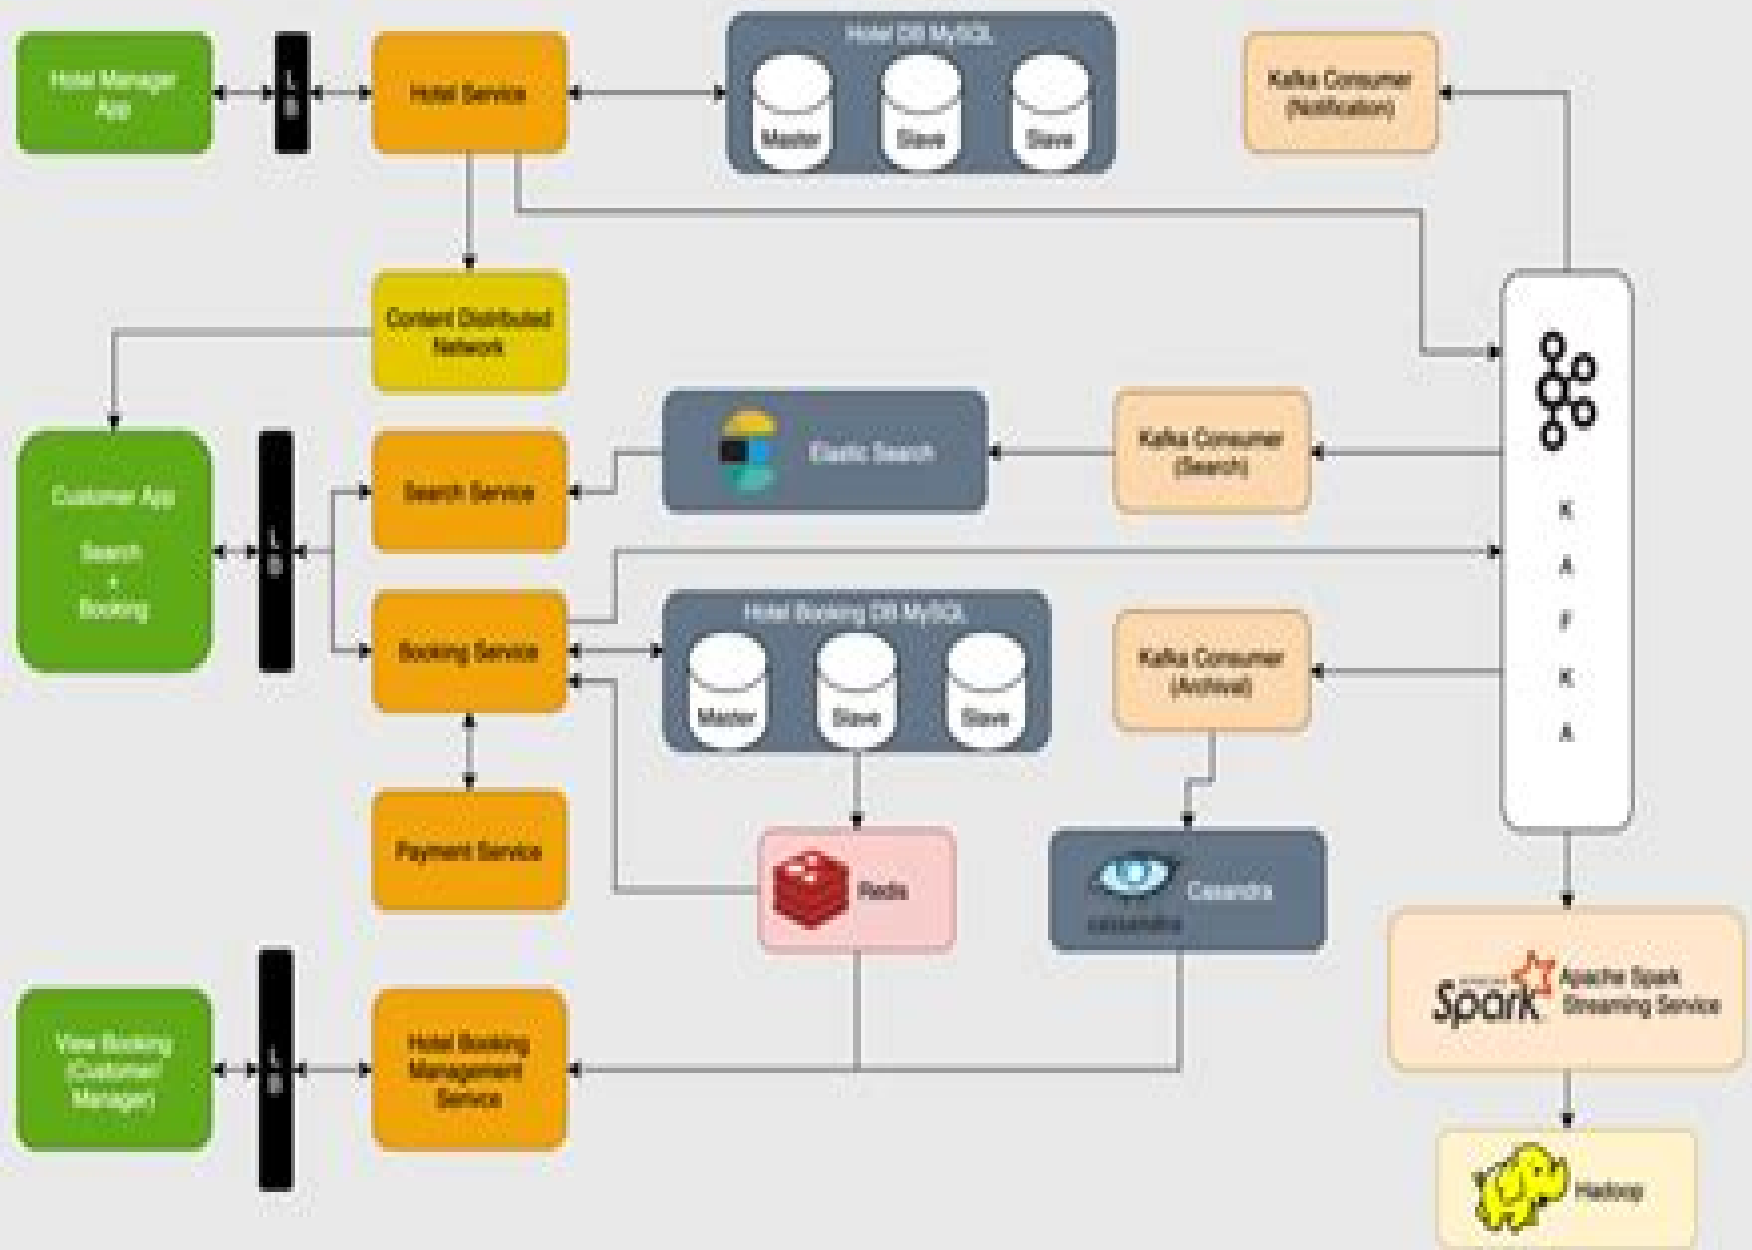 Hotel Manager
App
L
B
Hotel Service
Hotel DB MySQL
Master
Slave
Slave
Kafka Consumer
(Notification)
Content Distributed
Network
Customer App
Search
+
Booking
L
B
Search Service
Elastic Search
Kafka Consumer
(Search)
K
A
F
K
A
Booking Service
Hotel Booking DB MySQL
Master
Slave
Slave
Kafka Consumer
(Archival)
Payment Service
Redis
cassandra
Casandra
APACHE
Spark
Apache Spark
Streaming Service
View Booking
(Customer/
Manager)
L
B
Hotel Booking
Management
Service
Hadoop